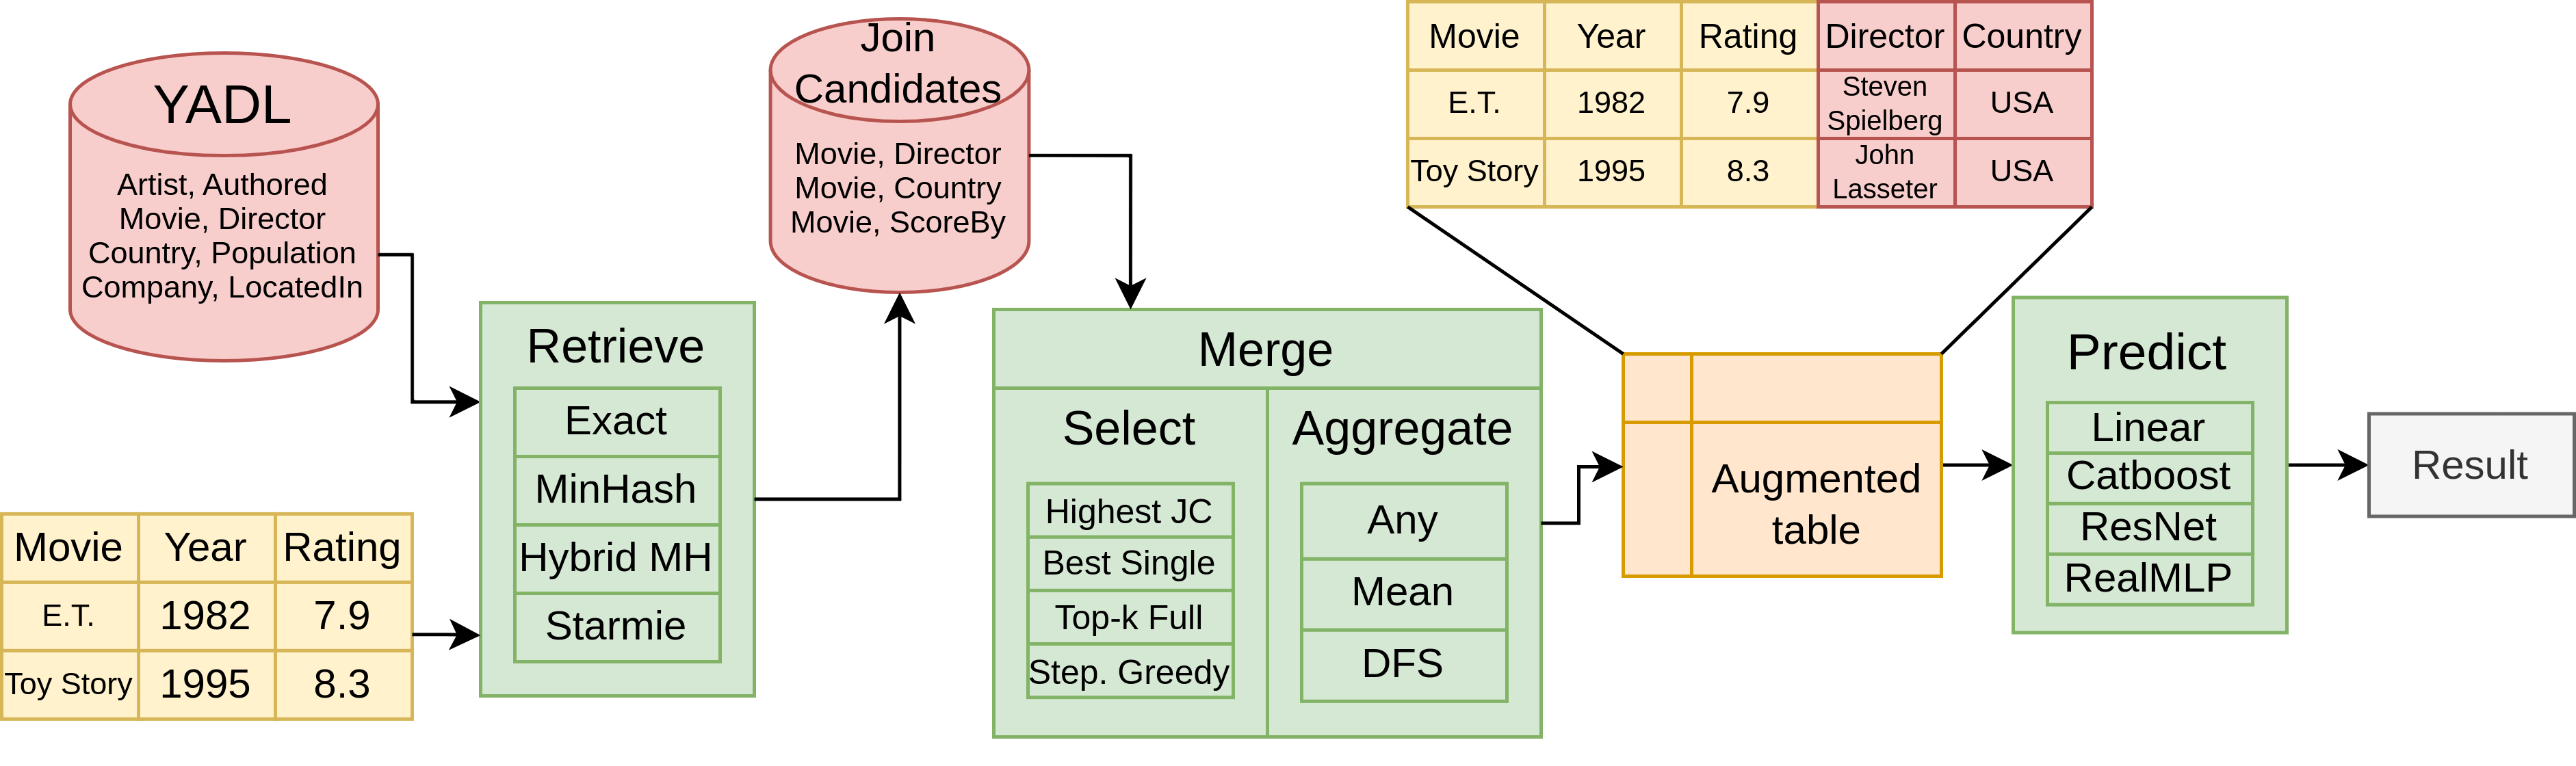 YADL
Artist, Authored
Movie, Director
Country, Population
Company, LocatedIn
Movie Year Rating
E.T. 1982 7.9
Toy Story 1995 8.3
Retrieve
Exact
MinHash
Hybrid MH
Starmie
Join
Candidates
Movie, Director
Movie, Country
Movie, ScoreBy
Merge
Select
Highest JC
Best Single
Top-k Full
Step. Greedy
Aggregate
Any
Mean
DFS
Movie Year Rating Director Country
E.T. 1982 7.9 Steven Spielberg USA
Toy Story 1995 8.3 John Lasseter USA
Augmented
table
Predict
Linear
Catboost
ResNet
RealMLP
Result